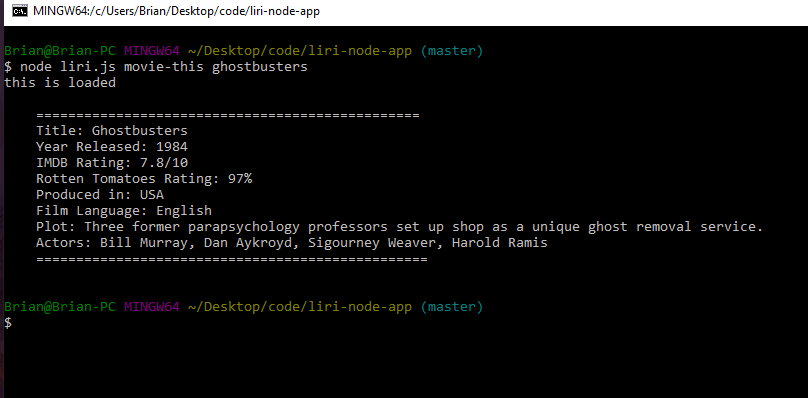 MINGW64:/c/Users/Brian/Desktop/code/liri-node-app
Brian@Brian-PC MINGW64 ~/Desktop/code/liri-node-app (master)
$ node liri.js movie-this ghostbusters
this is loaded
================================================
Title: Ghostbusters
Year Released: 1984
IMDB Rating: 7.8/10
Rotten Tomatoes Rating: 97%
Produced in: USA
Film Language: English
Plot: Three former parapsychology professors set up shop as a unique ghost removal service.
Actors: Bill Murray, Dan Aykroyd, Sigourney Weaver, Harold Ramis
=================================================
Brian@Brian-PC MINGW64 ~/Desktop/code/liri-node-app (master)
$